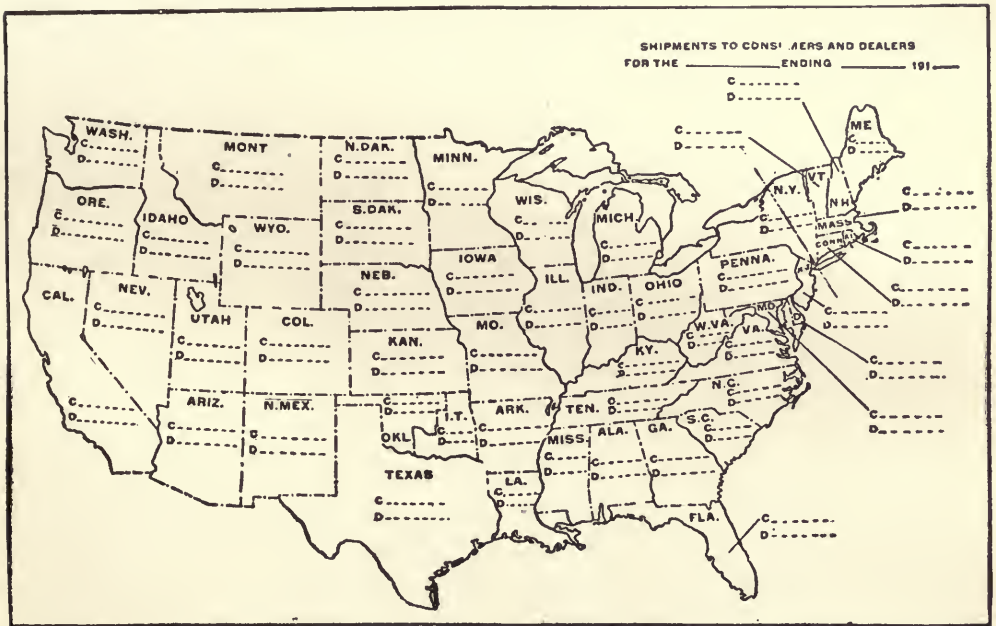 SHIPMENTS TO CONSUMERS AND DEALERS
FOR THE ENDING 191
C
D
C
D
WASH.
C
D
MONT
C
D
N.DAK.
C
D
MINN.
C
D
ME
C
D
ORE.
C
D
IDAHO
C
D
WYO.
C
D
S.DAK.
C
D
WIS.
C
D
MICH
C
D
N.Y.
C
D
VT.
NH
MASS
CONN
C
D
C
D
C
D
C
D
CAL.
C
D
NEV.
C
D
UTAH
C
D
COL.
C
D
NEB.
C
D
IOWA
C
D
ILL.
C
D
IND.
C
D
OHIO
C
D
PENNA.
C
D
N.J.
MD.
D
KAN.
C
D
MO.
C
D
KY.
C
D
W.VA.
C
D
VA.
C
D
C
D
C
D
ARIZ.
C
D
N.MEX.
C
D
OKL
C
D
I.T.
C
D
ARK.
C
D
TEN.
C
D
N.C.
C
D
S.C.
C
D
TEXAS
C
D
LA.
C
D
MISS.
C
D
ALA.
C
D
GA.
C
D
FLA.
C
D